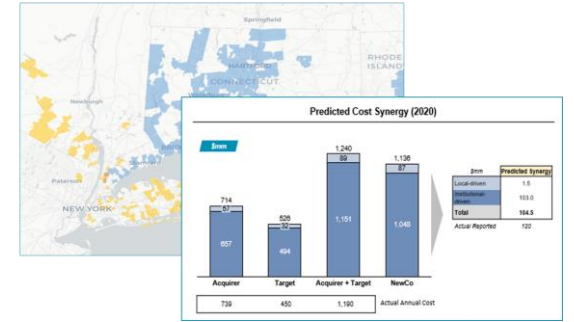 Springfield
RHODE
ISLAND
HARTFORD
CONNECTICUT
Newburgh
Stamford
Paterson
NEW YORK
Predicted Cost Synergy (2020)
$mm
714
57
657
526
32
494
1,240
89
1,151
1,136
87
1,048
Acquirer
Target
Acquirer + Target
NewCo
739
450
1,190
Actual Annual Cost
$mm Predicted Synergy
Local-driven 1.5
Institutional-
driven 103.0
Total 104.5
Actual Reported 120